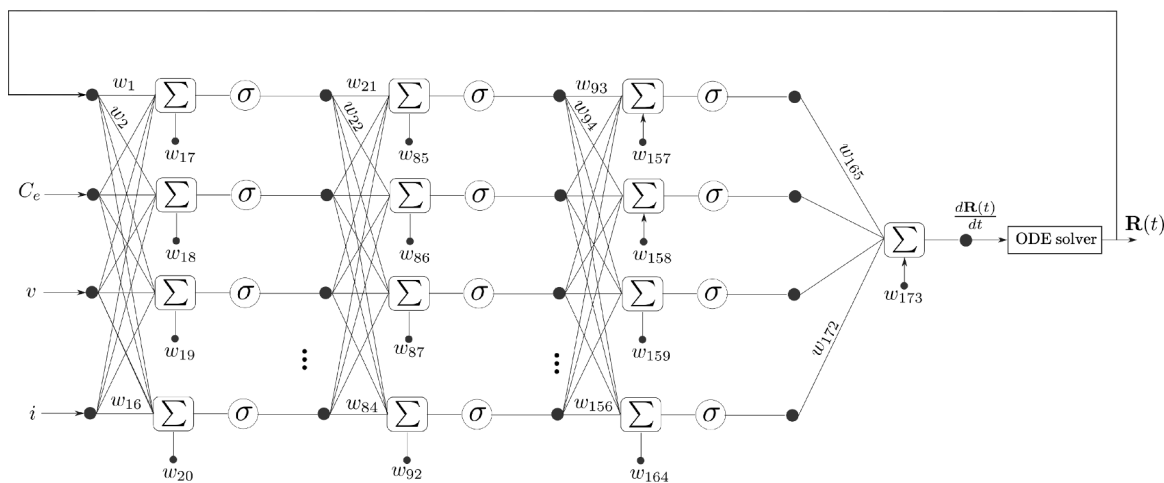 w₁ w₂₁ w₉₃
Σ σ Σ σ Σ σ
w₂ w₂₂ w₉₄
w₁₇ w₈₅ w₁₅₇
w₁₆₅
C_e Σ σ Σ σ Σ σ
w₁₈ w₈₆ w₁₅₈
Σ dR(t)/dt ODE solver R(t)
w₁₇₃
v Σ σ Σ σ Σ σ
w₁₉ w₈₇ w₁₅₉
w₁₇₂
i w₁₆ Σ σ w₈₄ Σ σ w₁₅₆ Σ σ
w₂₀ w₉₂ w₁₆₄